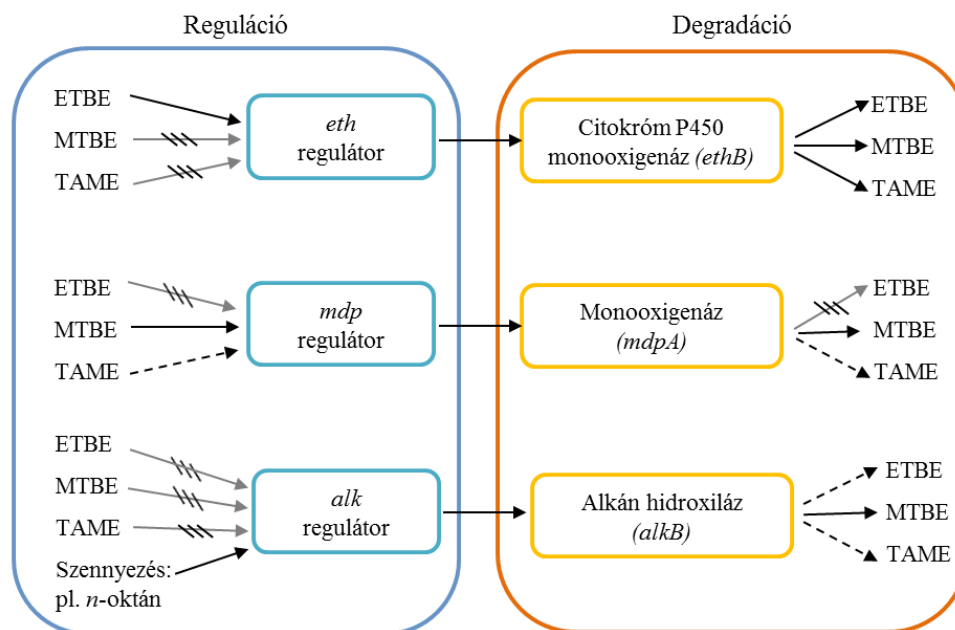 Reguláció
Degradáció
ETBE
MTBE
TAME
eth
regulátor
Citokróm P450
monooxigenáz (ethB)
ETBE
MTBE
TAME
ETBE
MTBE
TAME
mdp
regulátor
Monooxigenáz
(mdpA)
ETBE
MTBE
TAME
ETBE
MTBE
TAME
Szennyezés:
pl. n-oktán
alk
regulátor
Alkán hidroxiláz
(alkB)
ETBE
MTBE
TAME